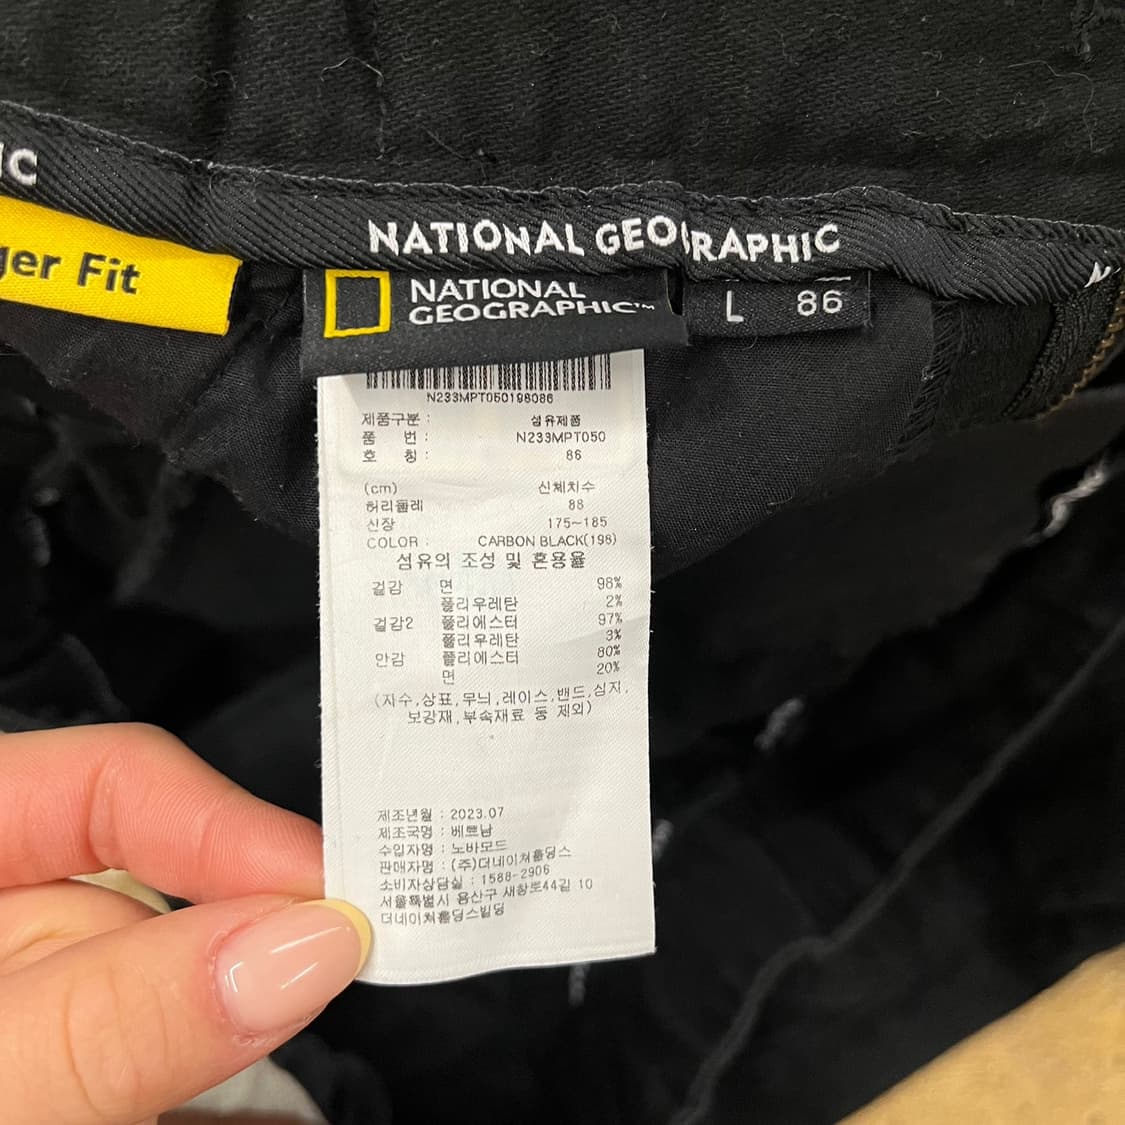 IC
NATIONAL GEOGRAPHIC
N
ger Fit
NATIONAL
GEOGRAPHIC™
L 86
N233MPT050198086
제품구분 : 섬유제품
품 번 : N233MPT050
호 칭 : 86
(cm) 신체치수
허리둘레 88
신장 175~185
COLOR : CARBON BLACK(198)
섬유의 조성 및 혼용율
겉감 면 98%
폴리우레탄 2%
겉감2 폴리에스터 97%
폴리우레탄 3%
안감 폴리에스터 80%
면 20%
(자수,상표,무늬,레이스,밴드,심지,
보강재,부속재료 등 제외)
제조년월 : 2023.07
제조국명 : 베트남
수입자명 : 노바모드
판매자명 : (주)더네이쳐홀딩스
소비자상담실 : 1588-2906
서울특별시 용산구 새창로44길 10
더네이쳐홀딩스빌딩